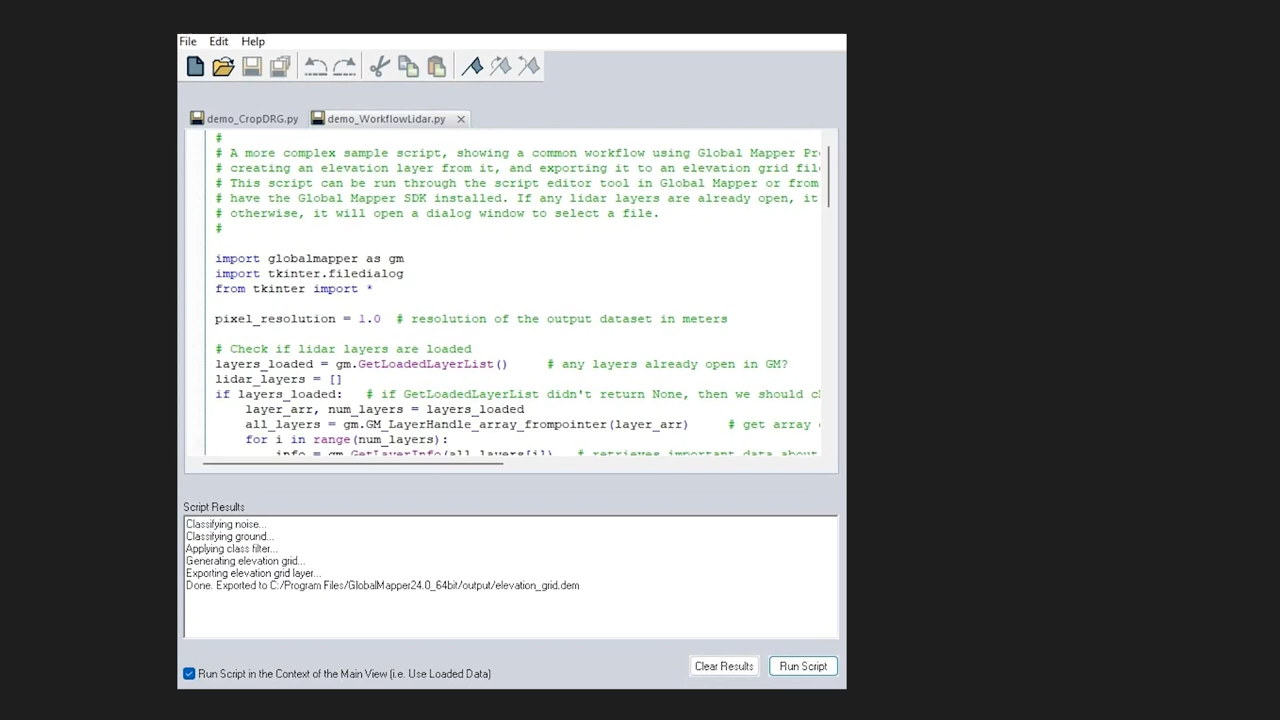 File Edit Help
demo_CropDRG.py demo_WorkflowLidar.py
#
# A more complex sample script, showing a common workflow using Global Mapper Pr
# creating an elevation layer from it, and exporting it to an elevation grid fil
# This script can be run through the script editor tool in Global Mapper or from
# have the Global Mapper SDK installed. If any lidar layers are already open, it
# otherwise, it will open a dialog window to select a file.
#
import globalmapper as gm
import tkinter.filedialog
from tkinter import *
pixel_resolution = 1.0 # resolution of the output dataset in meters
# Check if lidar layers are loaded
layers_loaded = gm.GetLoadedLayerList() # any layers already open in GM?
lidar_layers = []
if layers_loaded: # if GetLoadedLayerList didn't return None, then we should c
layer_arr, num_layers = layers_loaded
all_layers = gm.GM_LayerHandle_array_frompointer(layer_arr) # get array
for i in range(num_layers):
info = gm.GetLayerInfo(all_layers[i]) # retrieves important data about
Script Results
Classifying noise...
Classifying ground...
Applying class filter...
Generating elevation grid...
Exporting elevation grid layer...
Done. Exported to C:/Program Files/GlobalMapper24.0_64bit/output/elevation_grid.dem
Clear Results Run Script
Run Script in the Context of the Main View (i.e. Use Loaded Data)